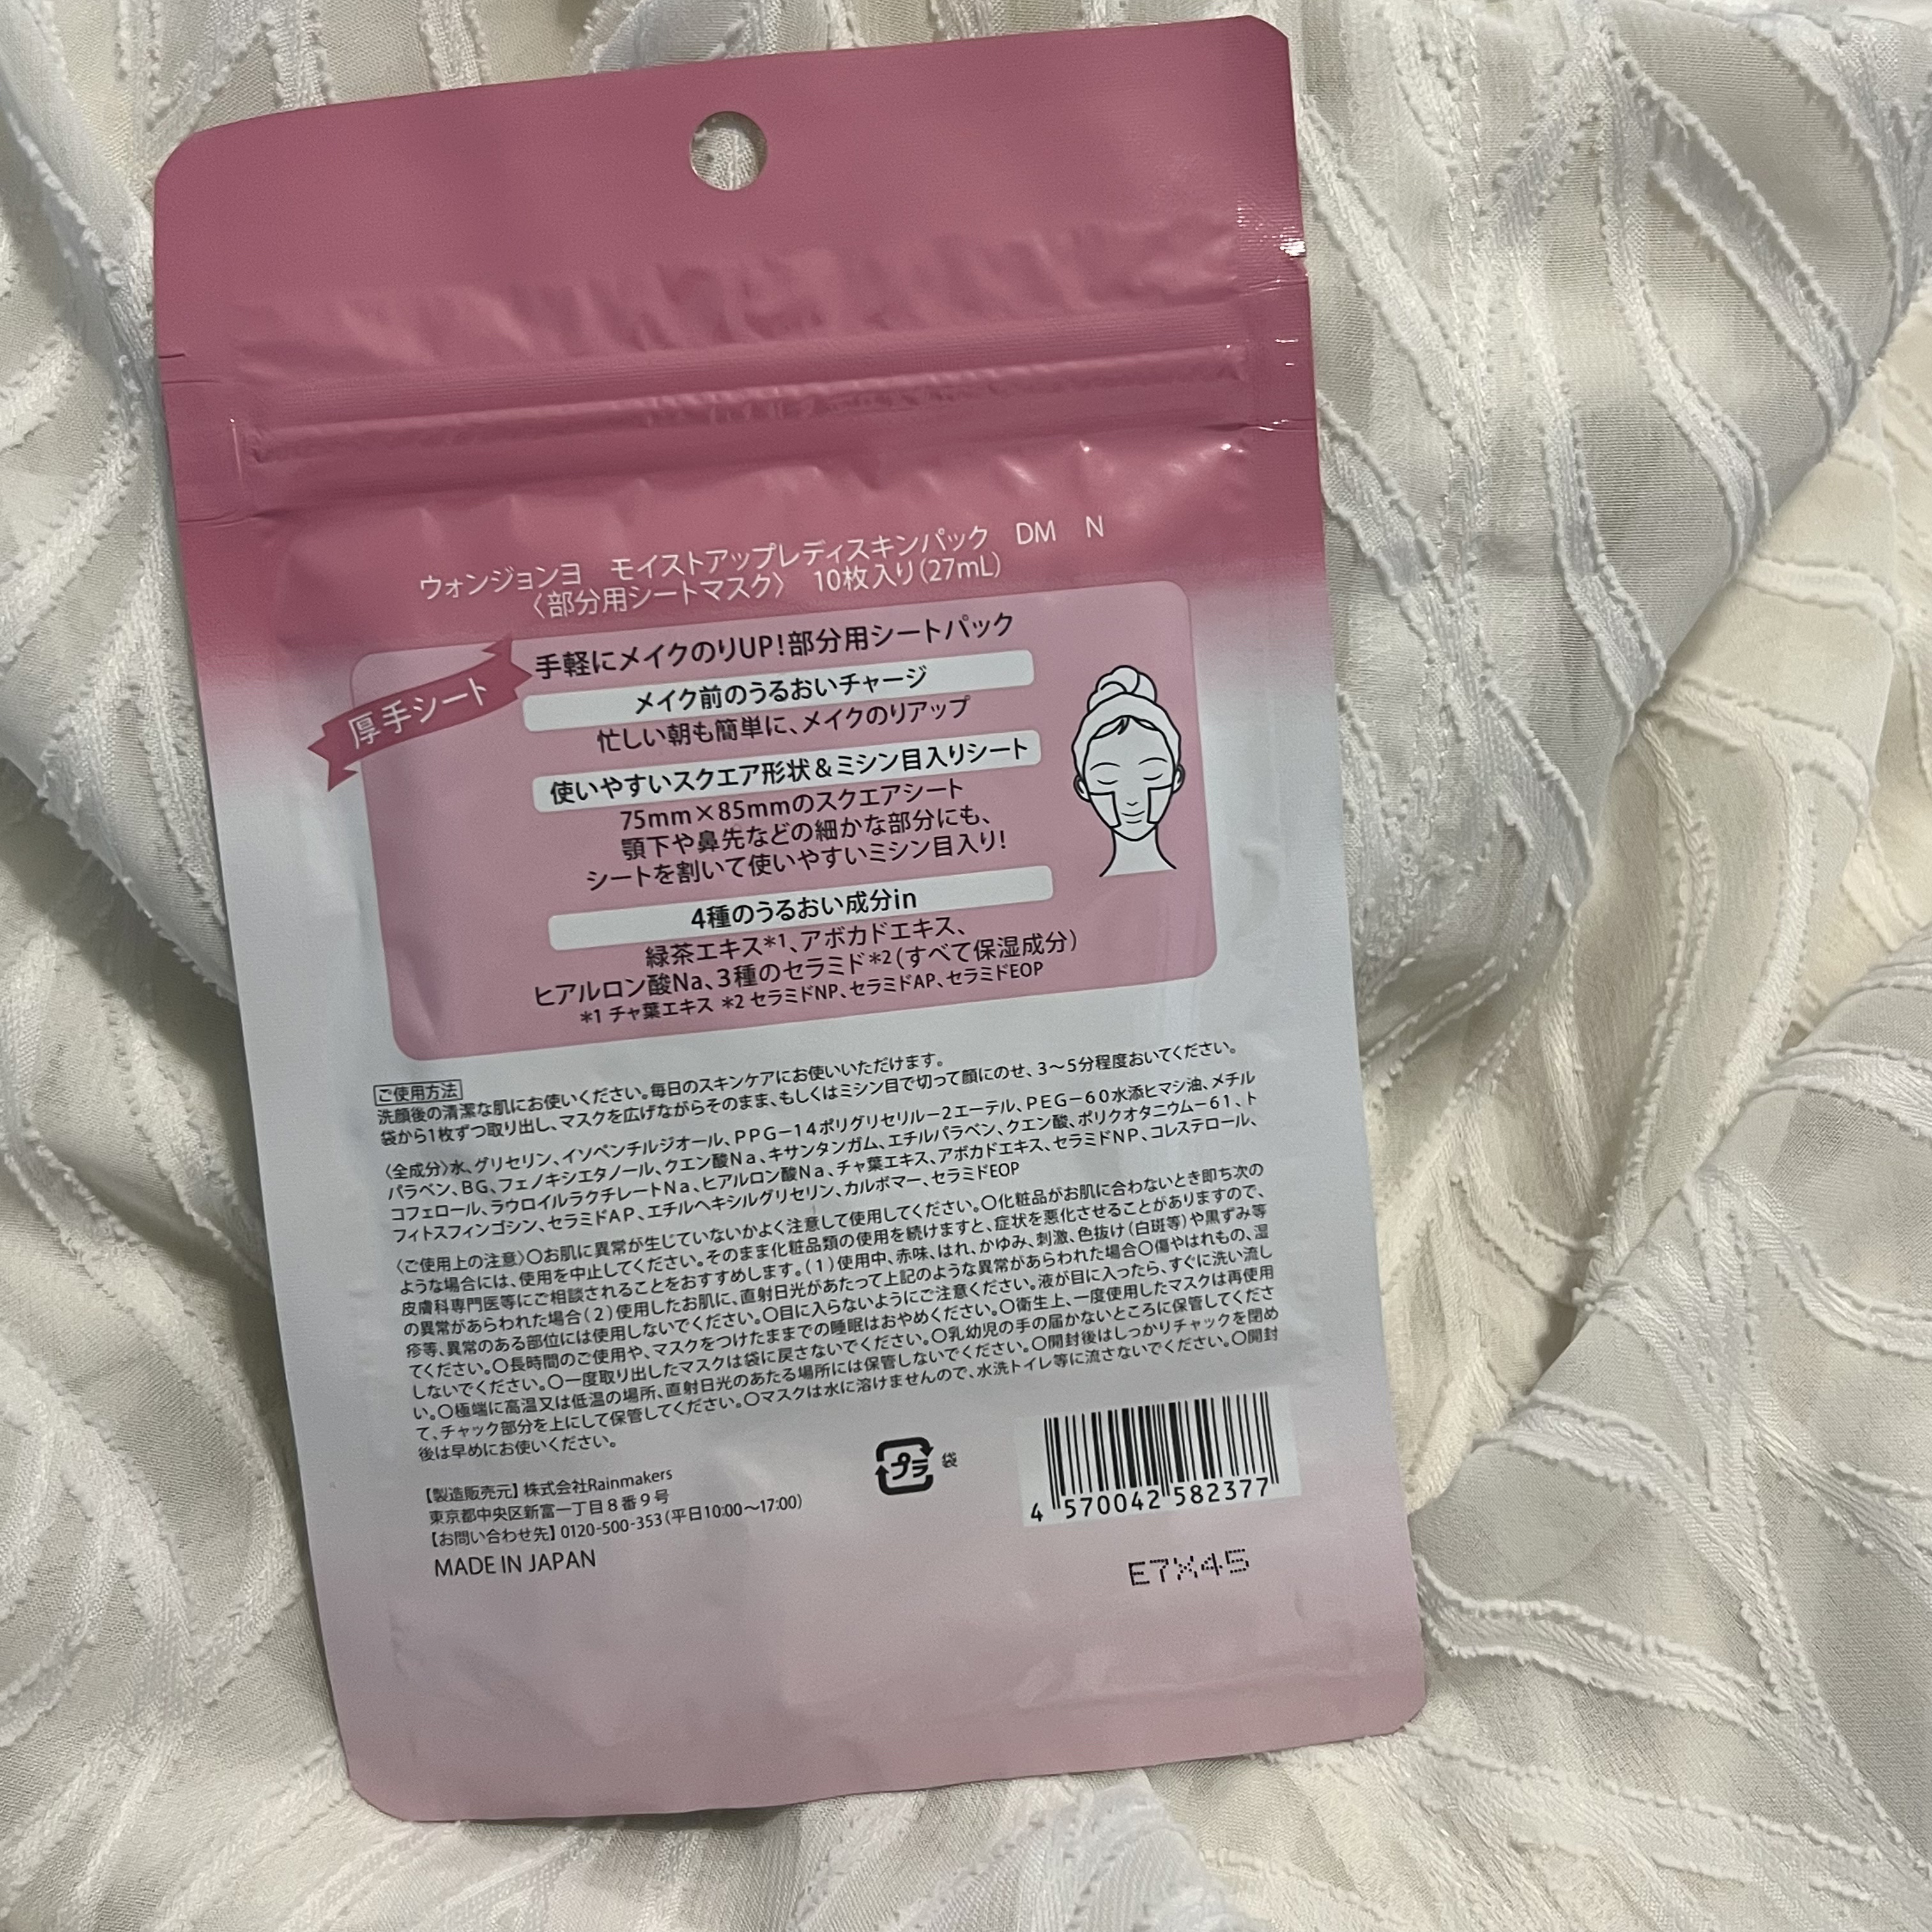 ウォンジョンヨ　モイストアップレディスキンパック　DM　N
〈部分用シートマスク〉　10枚入り(27mL)
厚手シート
手軽にメイクのりUP!部分用シートパック
メイク前のうるおいチャージ
忙しい朝も簡単に、メイクのりアップ
使いやすいスクエア形状&ミシン目入りシート
75mm×85mmのスクエアシート
顎下や鼻先などの細かな部分にも、
シートを割いて使いやすいミシン目入り!
4種のうるおい成分in
緑茶エキス*1、アボカドエキス、
ヒアルロン酸Na、3種のセラミド*2(すべて保湿成分)
*1 チャ葉エキス *2 セラミドNP、セラミドAP、セラミドEOP
ご使用方法
洗顔後の清潔な肌にお使いください。毎日のスキンケアにお使いいただけます。
袋から1枚ずつ取り出し、マスクを広げながらそのまま、もしくはミシン目で切って顔にのせ、3〜5分程度おいてください。
〈全成分〉水、グリセリン、イソペンチルジオール、PPG－14ポリグリセリル－2エーテル、PEG－60水添ヒマシ油、メチル
パラベン、BG、フェノキシエタノール、クエン酸Na、キサンタンガム、エチルパラベン、クエン酸、ポリクオタニウム－61、ト
コフェロール、ラウロイルラクチレートNa、ヒアルロン酸Na、チャ葉エキス、アボカドエキス、セラミドNP、コレステロール、
フィトスフィンゴシン、セラミドAP、エチルヘキシルグリセリン、カルボマー、セラミドEOP
〈ご使用上の注意〉○お肌に異常が生じていないかよく注意して使用してください。○化粧品がお肌に合わないとき即ち次の
ような場合には、使用を中止してください。そのまま化粧品類の使用を続けますと、症状を悪化させることがありますので、
皮膚科専門医等にご相談されることをおすすめします。(1)使用中、赤味、はれ、かゆみ、刺激、色抜け(白斑等)や黒ずみ等
の異常があらわれた場合(2)使用したお肌に、直射日光があたって上記のような異常があらわれた場合○傷やはれもの、湿
疹等、異常のある部位には使用しないでください。○目に入らないようにご注意ください。液が目に入ったら、すぐに洗い流し
てください。○長時間のご使用や、マスクをつけたままでの睡眠はおやめください。○衛生上、一度使用したマスクは再使用
しないでください。○一度取り出したマスクは袋に戻さないでください。○乳幼児の手の届かないところに保管してくださ
い。○極端に高温又は低温の場所、直射日光のあたる場所には保管しないでください。○開封後はしっかりチャックを閉め
て、チャック部分を上にして保管してください。○マスクは水に溶けませんので、水洗トイレ等に流さないでください。○開封
後は早めにお使いください。
【製造販売元】株式会社Rainmakers
東京都中央区新富一丁目8番9号
【お問い合わせ先】0120-500-353(平日10:00〜17:00)
MADE IN JAPAN
プラ
袋
4 570042 582377
E7X45